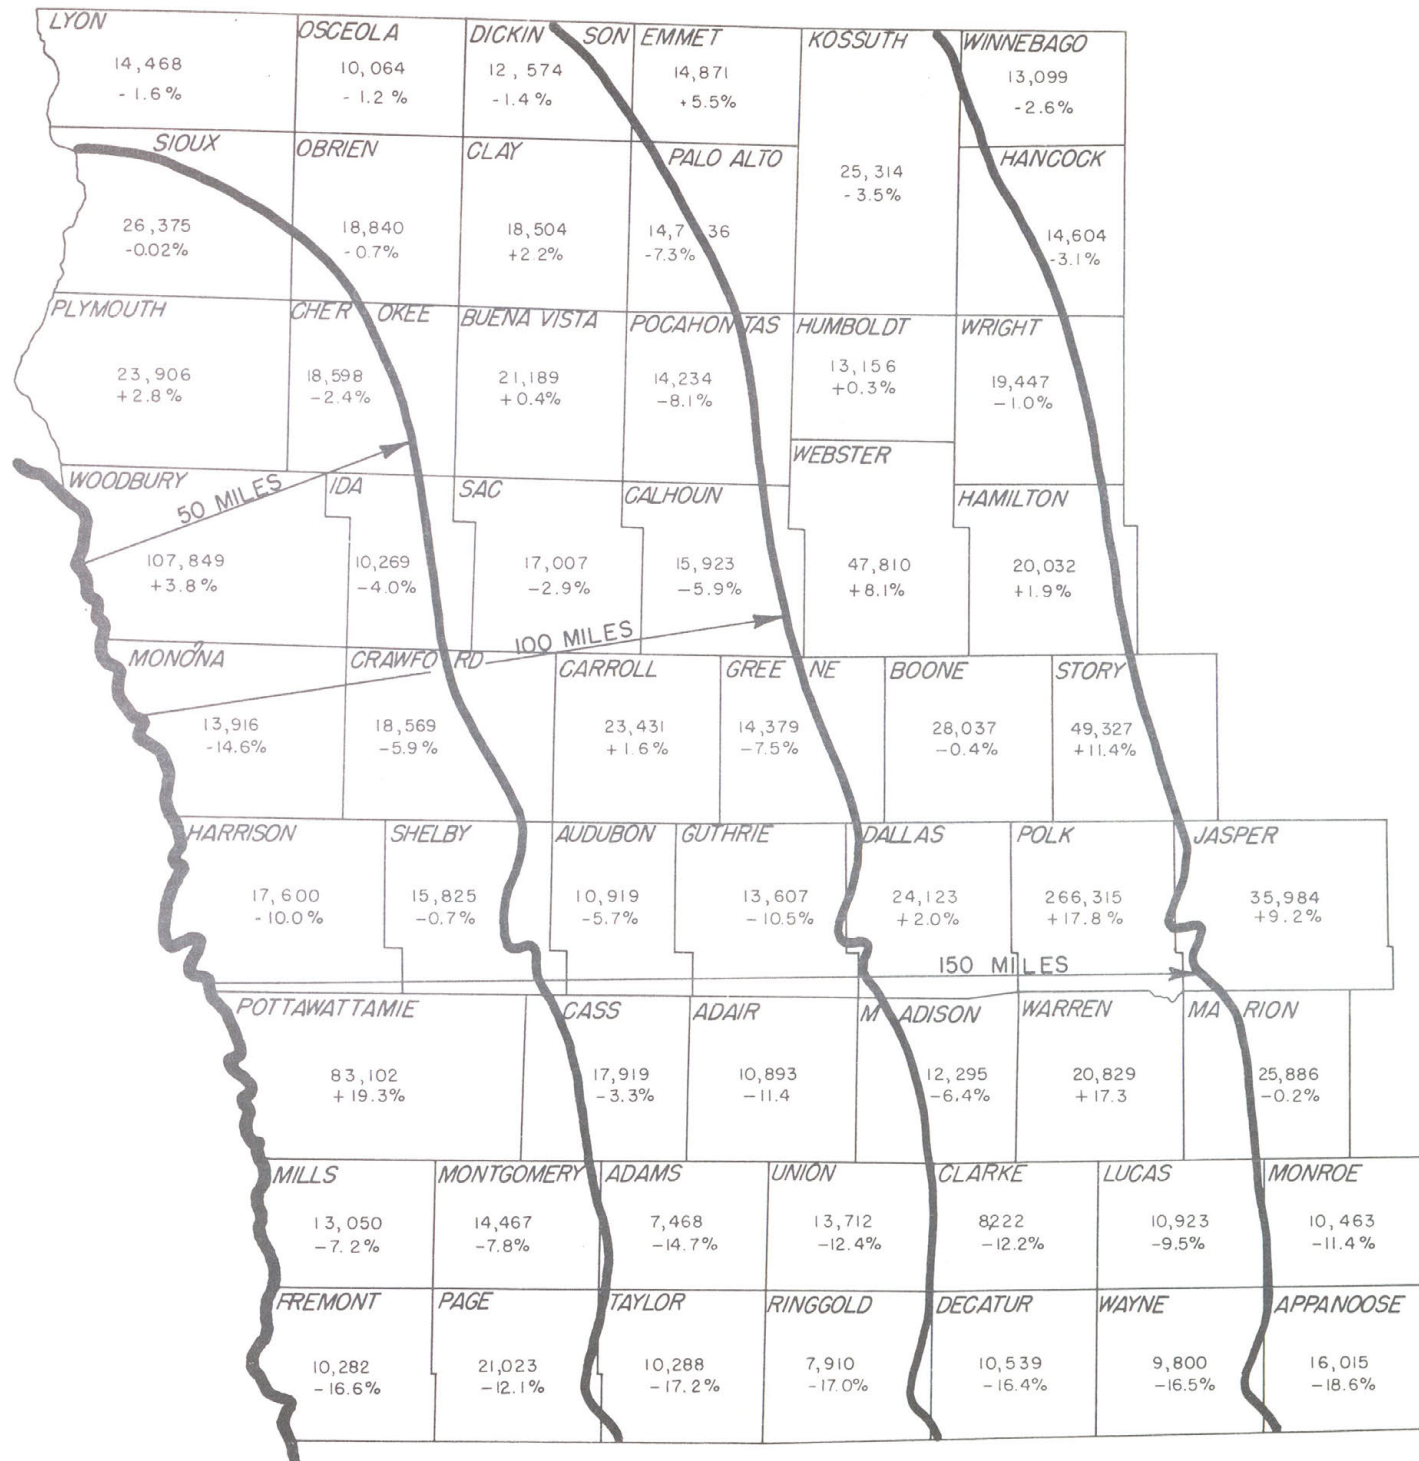 LYON
14,468
-1.6%
OSCEOLA
10,064
-1.2%
DICKIN SON
12,574
-1.4%
EMMET
14,871
+5.5%
KOSSUTH
25,314
-3.5%
WINNEBAGO
13,099
-2.6%
SIOUX
26,375
-0.02%
OBRIEN
18,840
-0.7%
CLAY
18,504
+2.2%
PALO ALTO
14,7 36
-7.3%
HANCOCK
14,604
-3.1%
PLYMOUTH
23,906
+2.8%
CHER OKEE
18,598
-2.4%
BUENA VISTA
21,189
+0.4%
POCAHONTAS
14,234
-8.1%
HUMBOLDT
13,156
+0.3%
WRIGHT
19,447
-1.0%
50 MILES
WOODBURY
107,849
+3.8%
IDA
10,269
-4.0%
SAC
17,007
-2.9%
CALHOUN
15,923
-5.9%
WEBSTER
47,810
+8.1%
HAMILTON
20,032
+1.9%
100 MILES
MONONA
13,916
-14.6%
CRAWFO RD
18,569
-5.9%
CARROLL
23,431
+1.6%
GREE NE
14,379
-7.5%
BOONE
28,037
-0.4%
STORY
49,327
+11.4%
HARRISON
17,600
-10.0%
SHELBY
15,825
-0.7%
AUDUBON
10,919
-5.7%
GUTHRIE
13,607
-10.5%
DALLAS
24,123
+2.0%
POLK
266,315
+17.8%
JASPER
35,984
+9.2%
150 MILES
POTTAWATTAMIE
83,102
+19.3%
CASS
17,919
-3.3%
ADAIR
10,893
-11.4
M ADISON
12,295
-6.4%
WARREN
20,829
+17.3
MA RION
25,886
-0.2%
MILLS
13,050
-7.2%
MONTGOMERY
14,467
-7.8%
ADAMS
7,468
-14.7%
UNION
13,712
-12.4%
CLARKE
8,222
-12.2%
LUCAS
10,923
-9.5%
MONROE
10,463
-11.4%
FREMONT
10,282
-16.6%
PAGE
21,023
-12.1%
TAYLOR
10,288
-17.2%
RINGGOLD
7,910
-17.0%
DECATUR
10,539
-16.4%
WAYNE
9,800
-16.5%
APPANOOSE
16,015
-18.6%